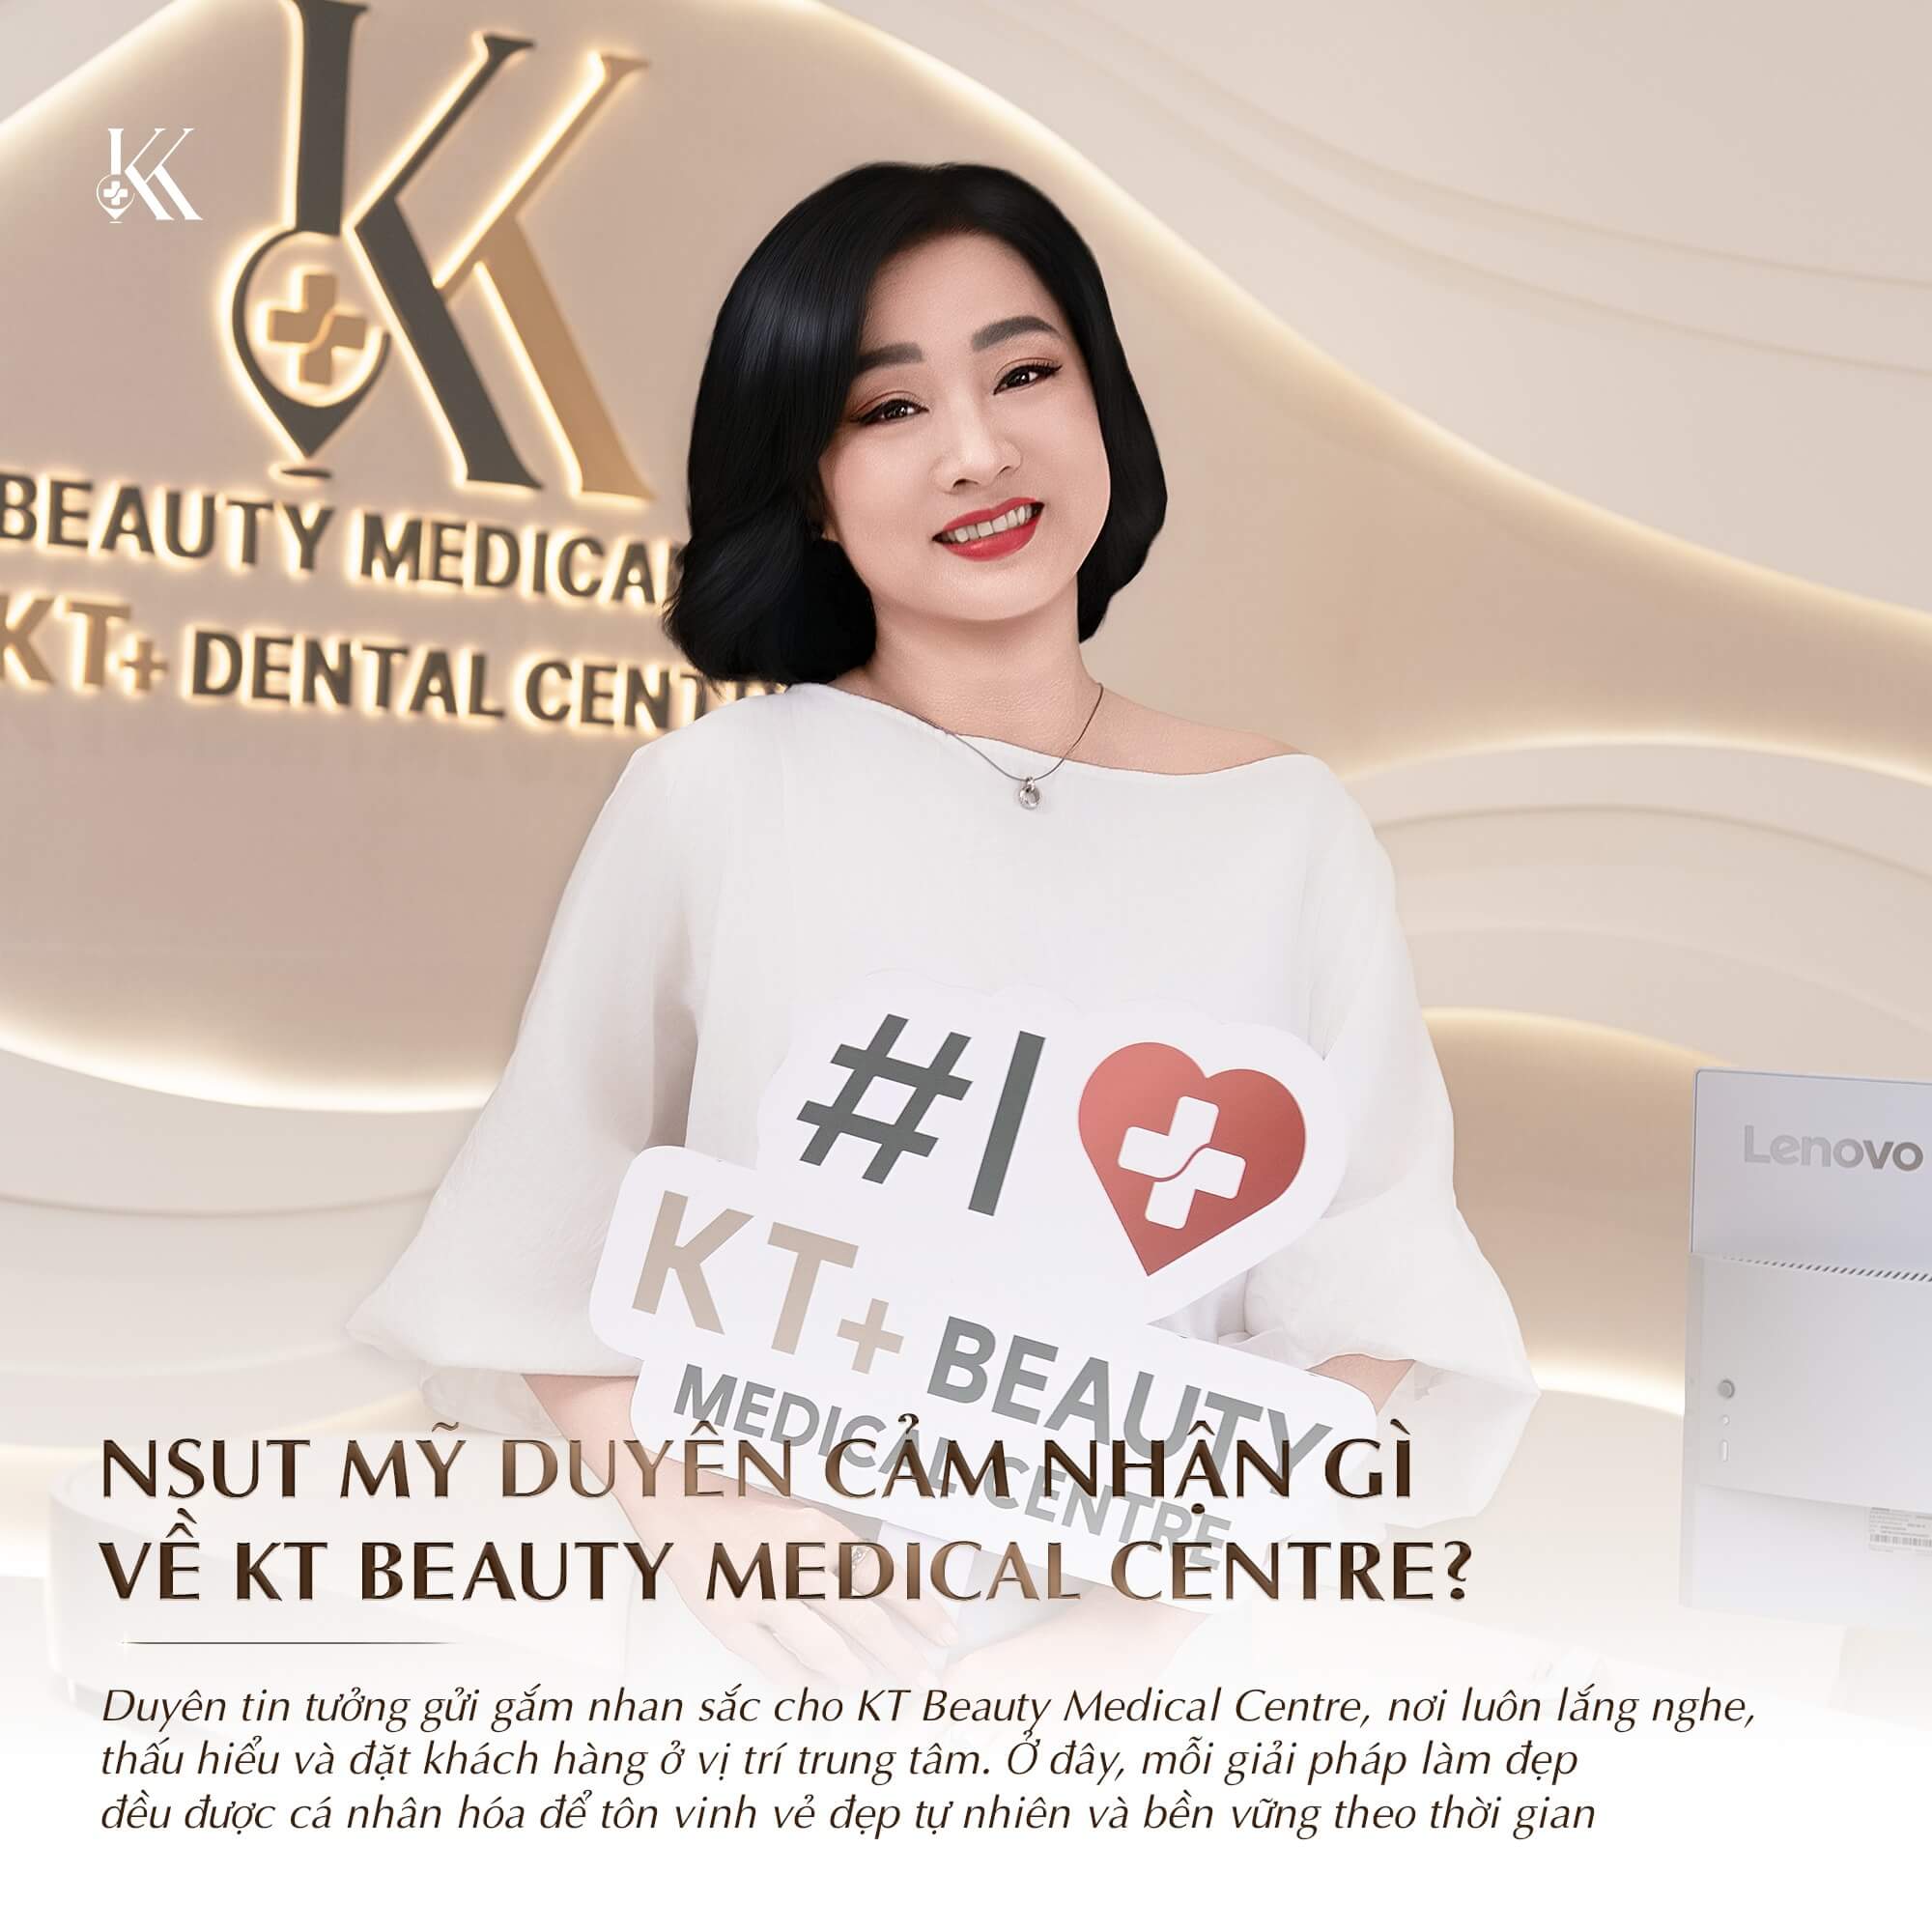 KK
BEAUTY MEDICA
KT+ DENTAL CENT
Lenovo
#I
KT+ BEAUTY
MEDICAL CENTRE
NSUT MỸ DUYÊN CẢM NHẬN GÌ
VỀ KT BEAUTY MEDICAL CENTRE?
Duyên tin tưởng gửi gắm nhan sắc cho KT Beauty Medical Centre, nơi luôn lắng nghe,
thấu hiểu và đặt khách hàng ở vị trí trung tâm. Ở đây, mỗi giải pháp làm đẹp
đều được cá nhân hóa để tôn vinh vẻ đẹp tự nhiên và bền vững theo thời gian